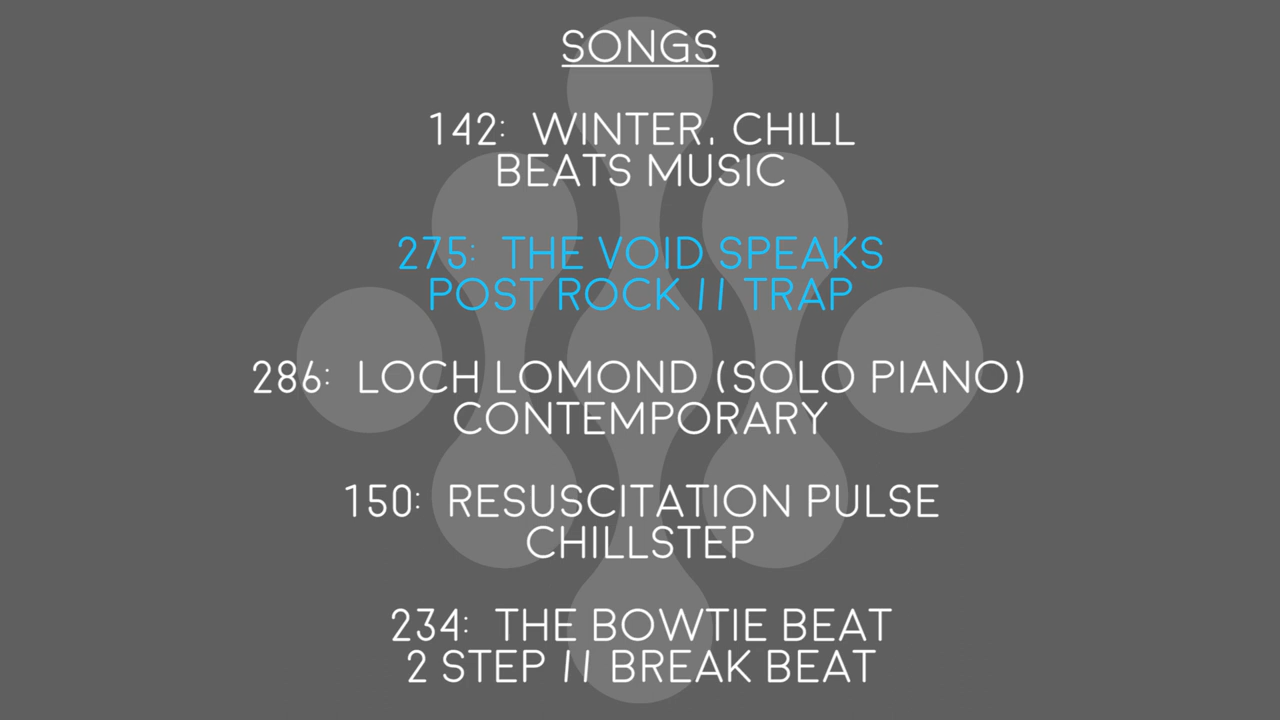 SONGS
142: WINTER. CHILL
BEATS MUSIC
275: THE VOID SPEAKS
POST ROCK // TRAP
286: LOCH LOMOND (SOLO PIANO)
CONTEMPORARY
150: RESUSCITATION PULSE
CHILLSTEP
234: THE BOWTIE BEAT
2 STEP // BREAK BEAT